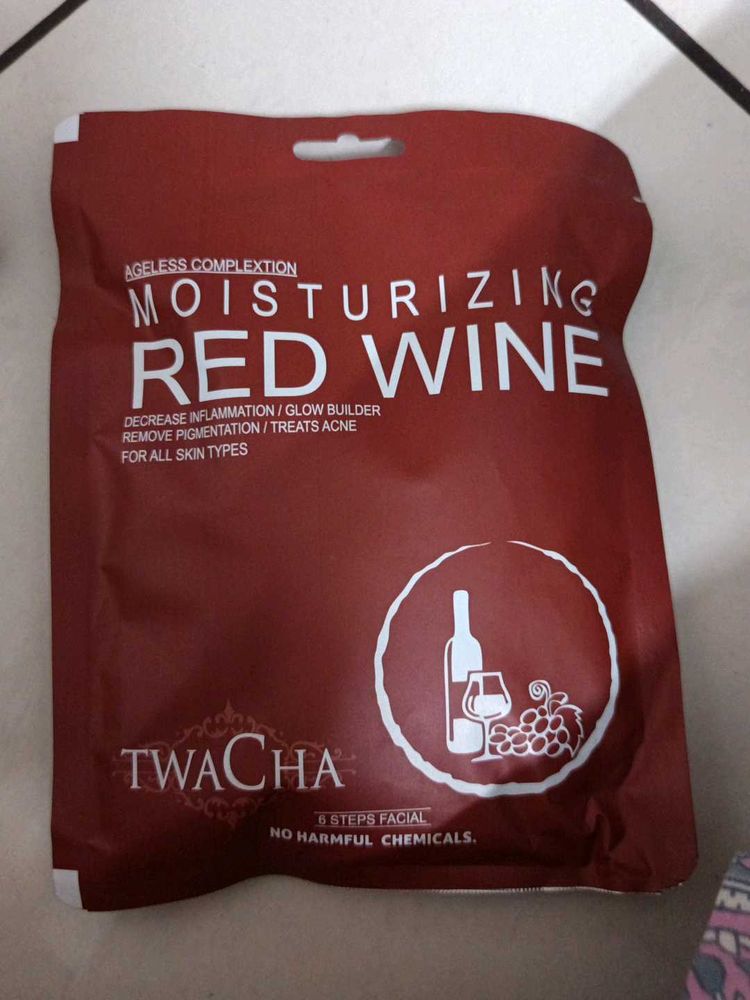 AGELESS COMPLEXTION
MOISTURIZING
RED WINE
DECREASE INFLAMMATION / GLOW BUILDER
REMOVE PIGMENTATION / TREATS ACNE
FOR ALL SKIN TYPES
TWACHA
6 STEPS FACIAL
NO HARMFUL CHEMICALS.